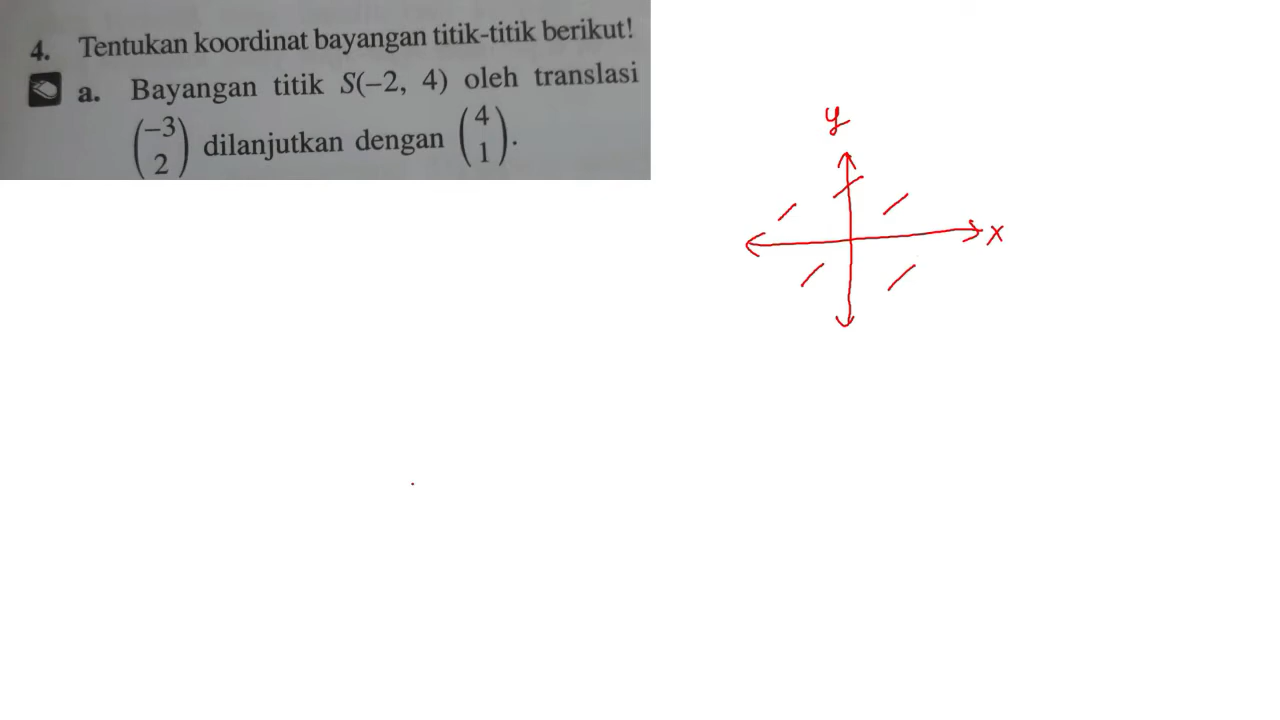 4. Tentukan koordinat bayangan titik-titik berikut!
a. Bayangan titik S(−2, 4) oleh translasi
(−3 2) dilanjutkan dengan (4 1).
y
x